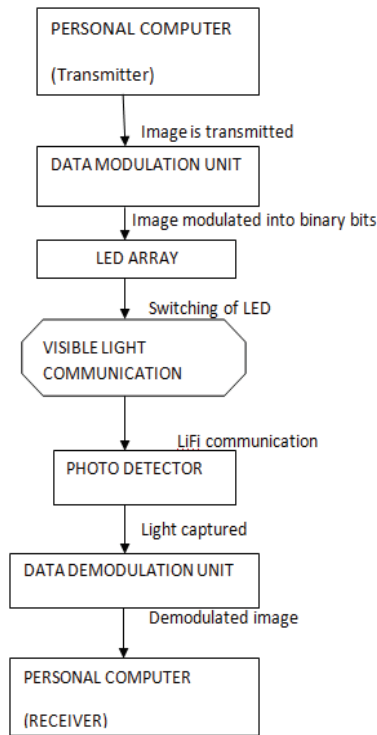 PERSONAL COMPUTER
(Transmitter)
Image is transmitted
DATA MODULATION UNIT
Image modulated into binary bits
LED ARRAY
Switching of LED
VISIBLE LIGHT
COMMUNICATION
LiFi communication
PHOTO DETECTOR
Light captured
DATA DEMODULATION UNIT
Demodulated image
PERSONAL COMPUTER
(RECEIVER)